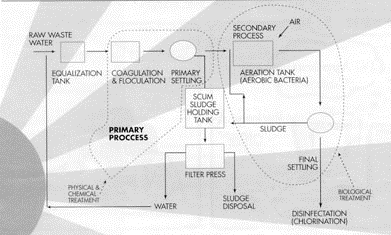 SECONDARY
PROCESS
AIR
RAW WASTE
WATER
EQUALIZATION
TANK
COAGULATION
& FLOCULATION
PRIMARY
SETTLING
AERATION TANK
(AEROBIC BACTERIA)
SCUM
SLUDGE
HOLDING
TANK
PRIMARY
PROCCESS
SLUDGE
FINAL
SETTLING
FILTER PRESS
PHYSICAL &
CHEMICAL
TREATMENT
WATER
SLUDGE
DISPOSAL
BIOLOGICAL
TREATMENT
DISINFECTATION
(CHLORINATION)